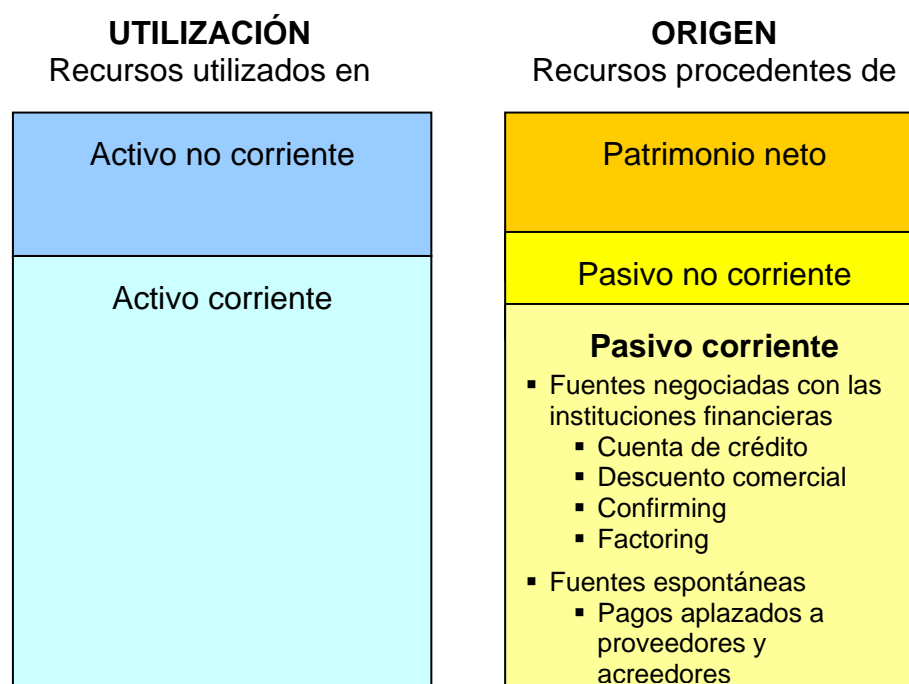 UTILIZACIÓN
Recursos utilizados en
Activo no corriente
Activo corriente
ORIGEN
Recursos procedentes de
Patrimonio neto
Pasivo no corriente
Pasivo corriente
▪ Fuentes negociadas con las
instituciones financieras
▪ Cuenta de crédito
▪ Descuento comercial
▪ Confirming
▪ Factoring
▪ Fuentes espontáneas
▪ Pagos aplazados a
proveedores y
acreedores